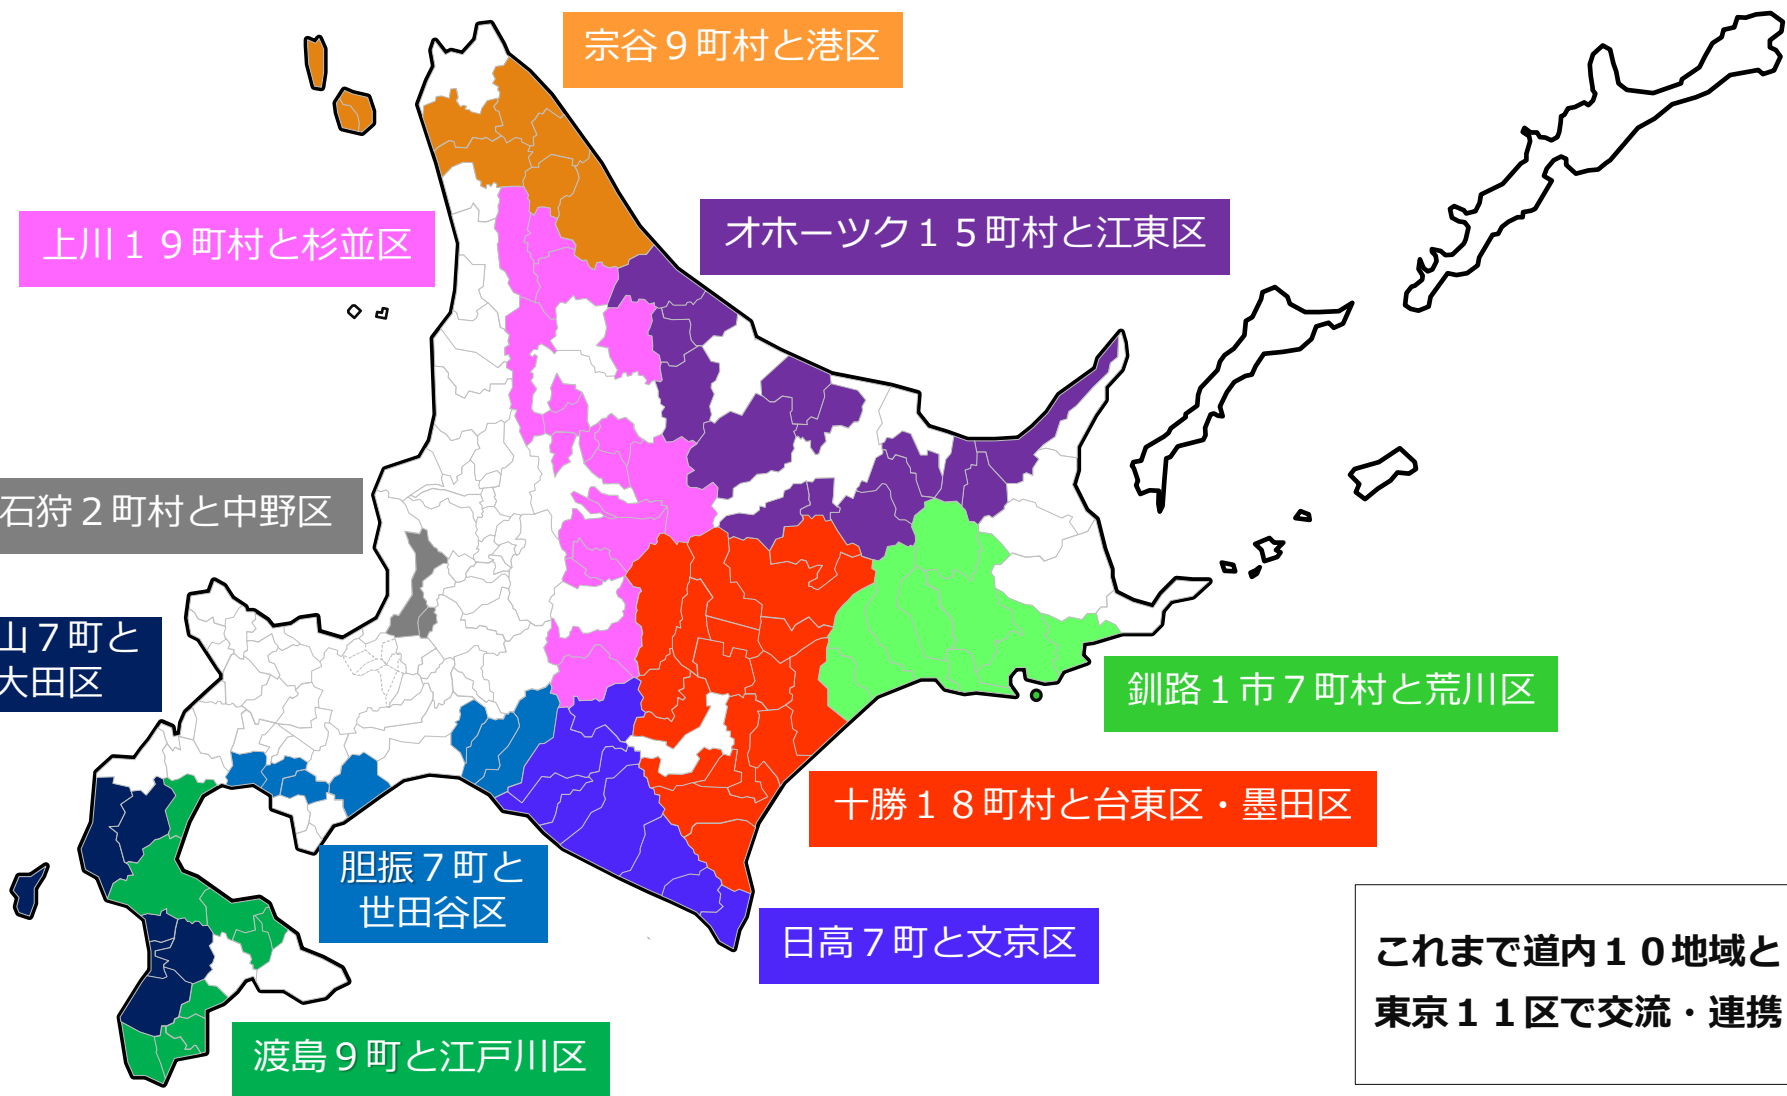 宗谷９町村と港区
上川１９町村と杉並区
オホーツク１５町村と江東区
石狩２町村と中野区
山７町と
大田区
釧路１市７町村と荒川区
十勝１８町村と台東区・墨田区
胆振７町と
世田谷区
日高７町と文京区
渡島９町と江戸川区
これまで道内１０地域と
東京１１区で交流・連携